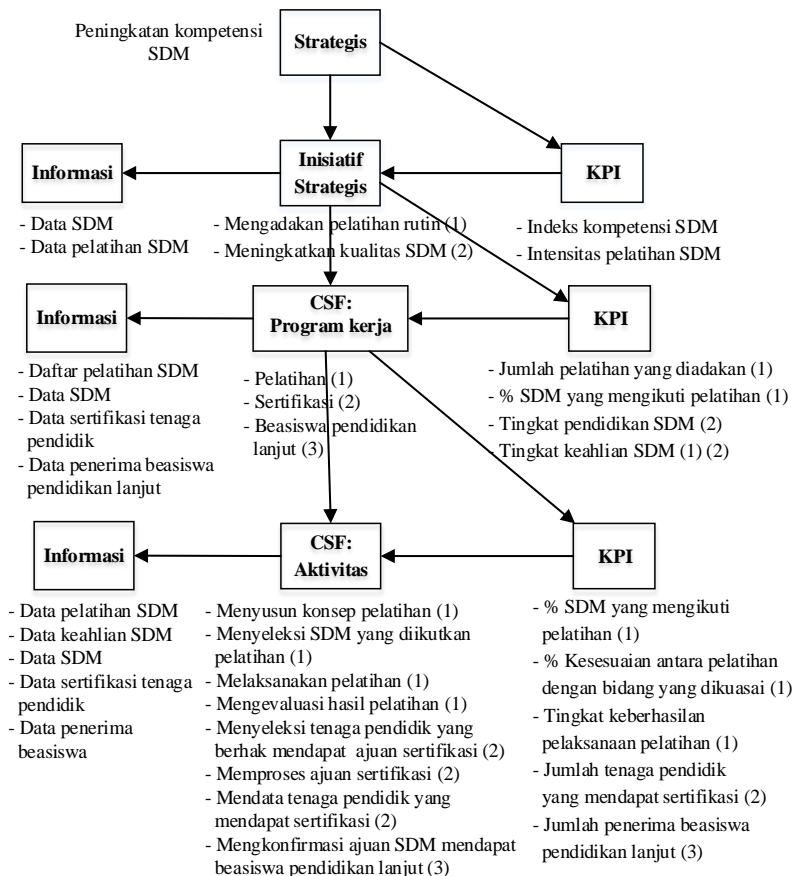 Peningkatan kompetensi
SDM
Strategis
Informasi
Inisiatif
Strategis
KPI
- Data SDM
- Data pelatihan SDM
- Mengadakan pelatihan rutin (1)
- Meningkatkan kualitas SDM (2)
- Indeks kompetensi SDM
- Intensitas pelatihan SDM
Informasi
CSF:
Program kerja
KPI
- Daftar pelatihan SDM
- Data SDM
- Data sertifikasi tenaga
pendidik
- Data penerima beasiswa
pendidikan lanjut
- Pelatihan (1)
- Sertifikasi (2)
- Beasiswa pendidikan
lanjut (3)
- Jumlah pelatihan yang diadakan (1)
- % SDM yang mengikuti pelatihan (1)
- Tingkat pendidikan SDM (2)
- Tingkat keahlian SDM (1) (2)
Informasi
CSF:
Aktivitas
KPI
- Data pelatihan SDM
- Data keahlian SDM
- Data SDM
- Data sertifikasi tenaga
pendidik
- Data penerima
beasiswa
- Menyusun konsep pelatihan (1)
- Menyeleksi SDM yang diikutkan
pelatihan (1)
- Melaksanakan pelatihan (1)
- Mengevaluasi hasil pelatihan (1)
- Menyeleksi tenaga pendidik yang
berhak mendapat ajuan sertifikasi (2)
- Memproses ajuan sertifikasi (2)
- Mendata tenaga pendidik yang
mendapat sertifikasi (2)
- Mengkonfirmasi ajuan SDM mendapat
beasiswa pendidikan lanjut (3)
- % SDM yang mengikuti
pelatihan (1)
- % Kesesuaian antara pelatihan
dengan bidang yang dikuasai (1)
- Tingkat keberhasilan
pelaksanaan pelatihan (1)
- Jumlah tenaga pendidik
yang mendapat sertifikasi (2)
- Jumlah penerima beasiswa
pendidikan lanjut (3)